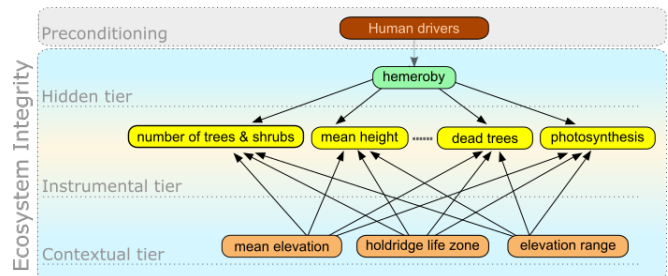 Preconditioning
Human drivers
Ecosystem Integrity
hemeroby
Hidden tier
number of trees & shrubs
mean height
dead trees
photosynthesis
Instrumental tier
mean elevation
holdridge life zone
elevation range
Contextual tier